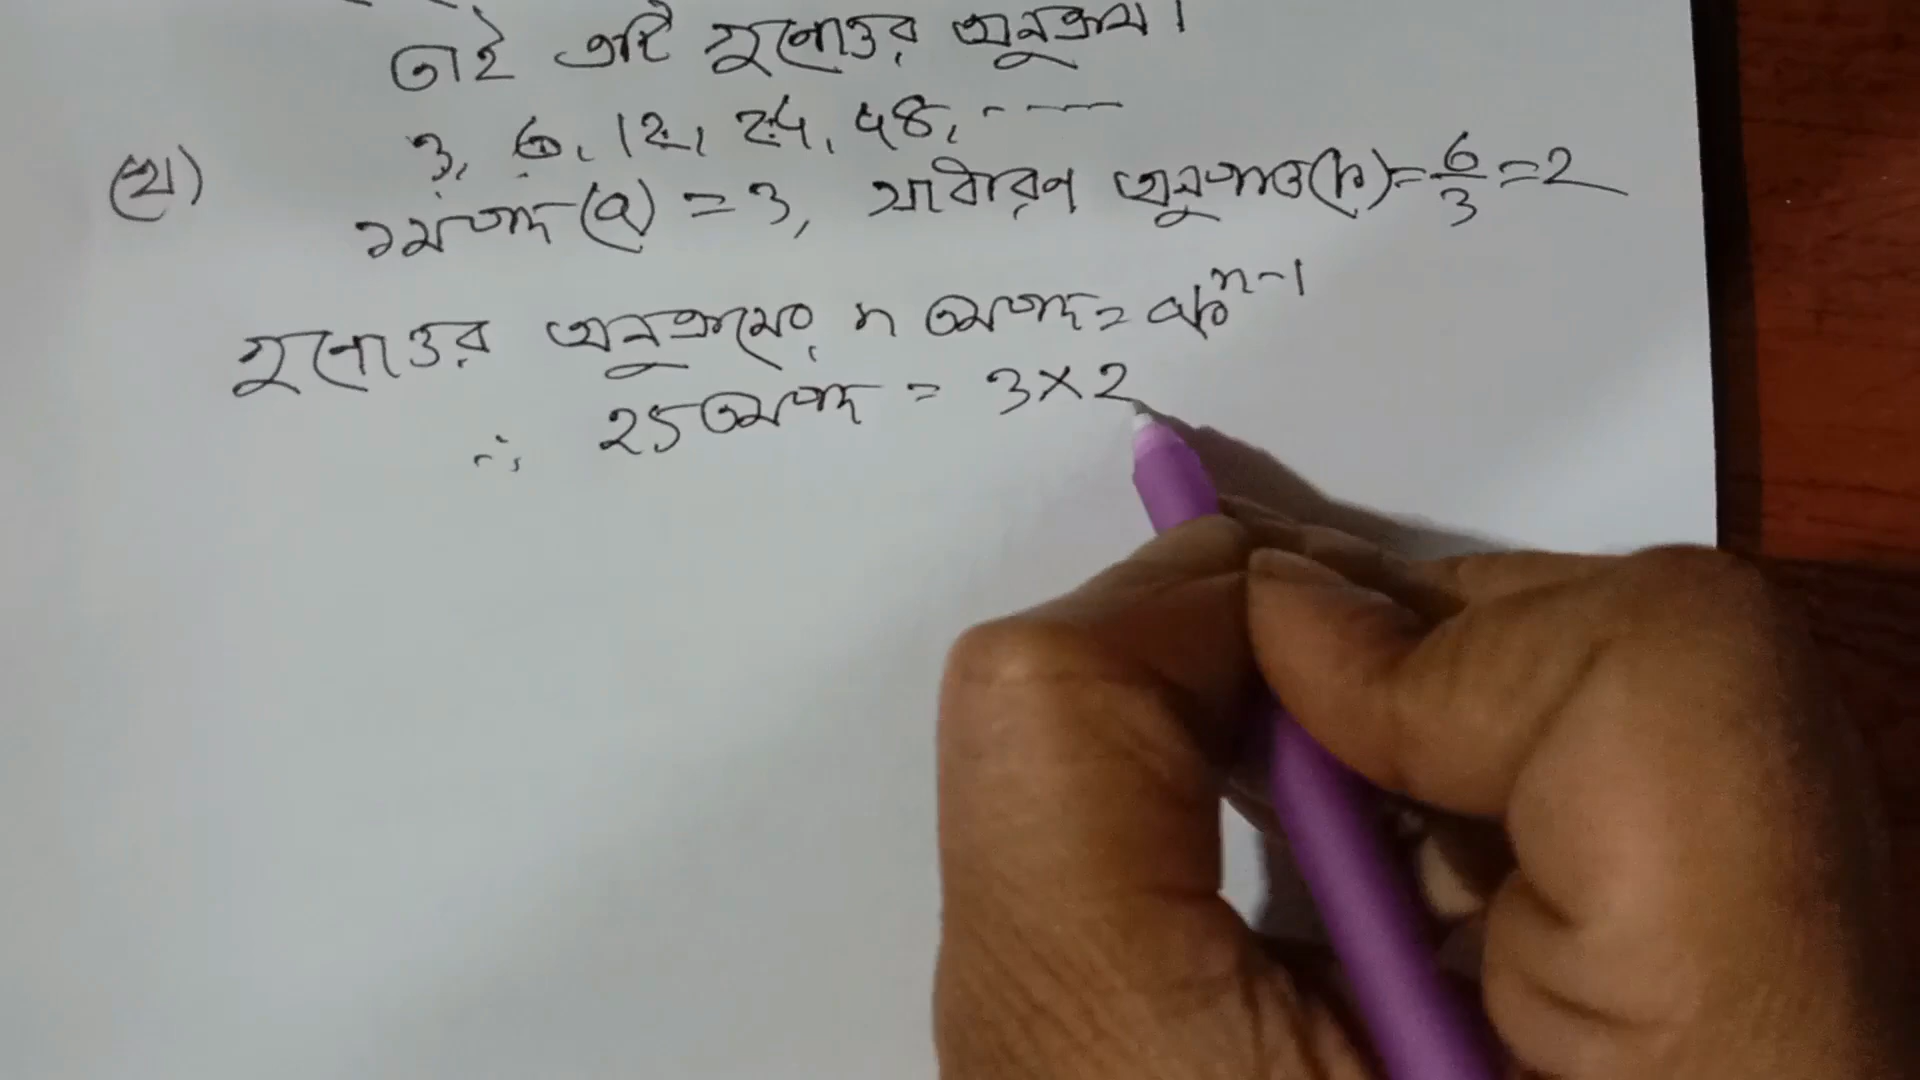 তাই এটি গুনোত্তর অনুক্রম।
(খ) 3, 6, 12, 24, 48, ----
১ম পদ (a) = 3, সাধারণ অনুপাত (r) = 6/3 = 2
গুনোত্তর অনুক্রমের, n তম পদ = ar^{n-1}
∴ ২১ তম পদ = 3×2